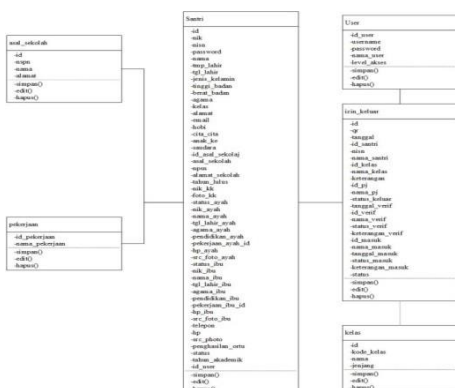 asal_sekolah
-id
-npsn
-nama
-alamat
-simpan()
-edit()
-hapus()
pekerjaan
-id_pekerjaan
-nama_pekerjaan
-simpan()
-edit()
-hapus()
Santri
-id
-nik
-nisn
-password
-nama
-tmp_lahir
-tgl_lahir
-jenis_kelamin
-tinggi_badan
-berat_badan
-agama
-kelas
-alamat
-email
-hobi
-cita_cita
-anak_ke
-saudara
-id_asal_sekolaj
-asal_sekolah
-npsn
-alamat_sekolah
-tahun_lulus
-nik_kk
-foto_kk
-status_ayah
-nik_ayah
-nama_ayah
-tgl_lahir_ayah
-agama_ayah
-pendidikan_ayah
-pekerjaan_ayah_id
-hp_ayah
-src_foto_ayah
-status_ibu
-nik_ibu
-nama_ibu
-tgl_lahir_ibu
-agama_ibu
-pendidikan_ibu
-pekerjaan_ibu_id
-hp_ibu
-src_foto_ibu
-telepon
-hp
-src_photo
-penghasilan_ortu
-status
-tahun_akademik
-id_user
-simpan()
-edit()
User
-id_user
-username
-password
-nama_user
-level_akses
-simpan()
-edit()
-hapus()
izin_keluar
-id
-qr
-tanggal
-id_santri
-nisn
-nama_santri
-id_kelas
-nama_kelas
-keterangan
-id_pj
-nama_pj
-status_keluar
-tanggal_verif
-id_verif
-nama_verif
-status_verif
-keterangan_verif
-id_masuk
-nama_masuk
-tanggal_masuk
-status_masuk
-keterangan_masuk
-status
-simpan()
-edit()
-hapus()
kelas
-id
-kode_kelas
-nama
-jenjang
-simpan()
-edit()
-hapus()